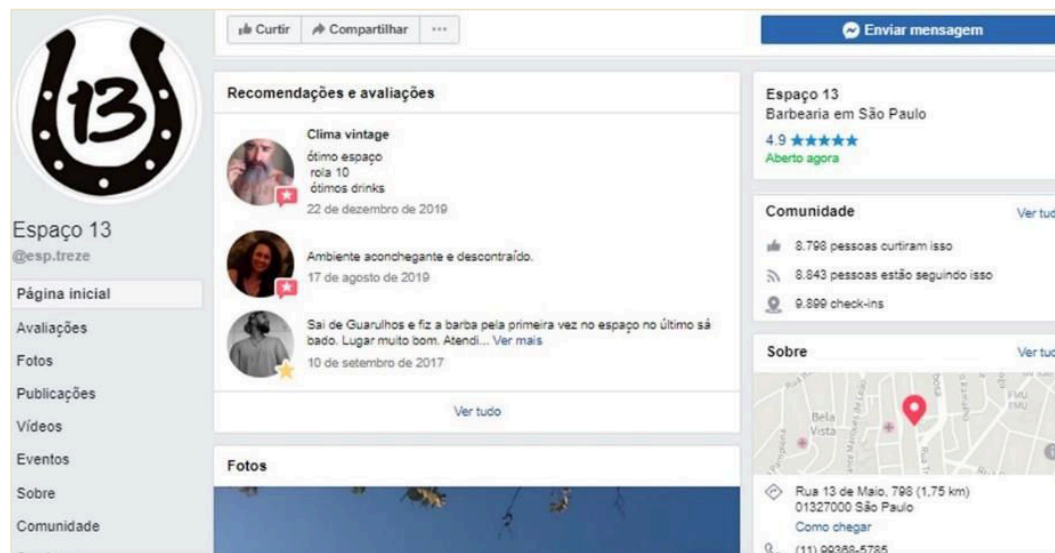 13
Espaço 13
@esp.treze
Página inicial
Avaliações
Fotos
Publicações
Vídeos
Eventos
Sobre
Comunidade
Curtir
Compartilhar
Enviar mensagem
Recomendações e avaliações
Clima vintage
ótimo espaço
rola 10
ótimos drinks
22 de dezembro de 2019
Ambiente aconchegante e descontraído.
17 de agosto de 2019
Sai de Guarulhos e fiz a barba pela primeira vez no espaço no último sá
bado. Lugar muito bom. Atendi... Ver mais
10 de setembro de 2017
Ver tudo
Fotos
Espaço 13
Barbearia em São Paulo
4.9
Aberto agora
Comunidade
Ver tud
8.798 pessoas curtiram isso
8.843 pessoas estão seguindo isso
9.899 check-ins
Sobre
Ver tud
Bela
Vista
FMU
FMU
Rua 13 de Maio, 798 (1,75 km)
01327000 São Paulo
Como chegar
(11) 99368-5785